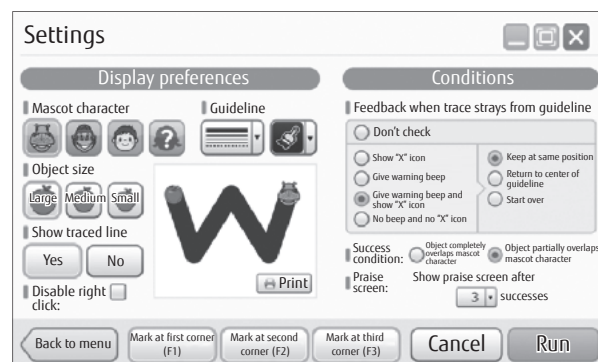 Settings
Display preferences
Mascot character
Guideline
Object size
Large
Medium
Small
Show traced line
Yes
No
Disable right
click:
Print
Conditions
Feedback when trace strays from guideline
Don't check
Show "X" icon
Give warning beep
Give warning beep and
show "X" icon
No beep and no "X" icon
Keep at same position
Return to center of
guideline
Start over
Success
condition:
Object completely
overlaps mascot
character
Object partially overlaps
mascot character
Praise
screen:
Show praise screen after
3
successes
Back to menu
Mark at first corner
(F1)
Mark at second
corner (F2)
Mark at third
corner (F3)
Cancel
Run